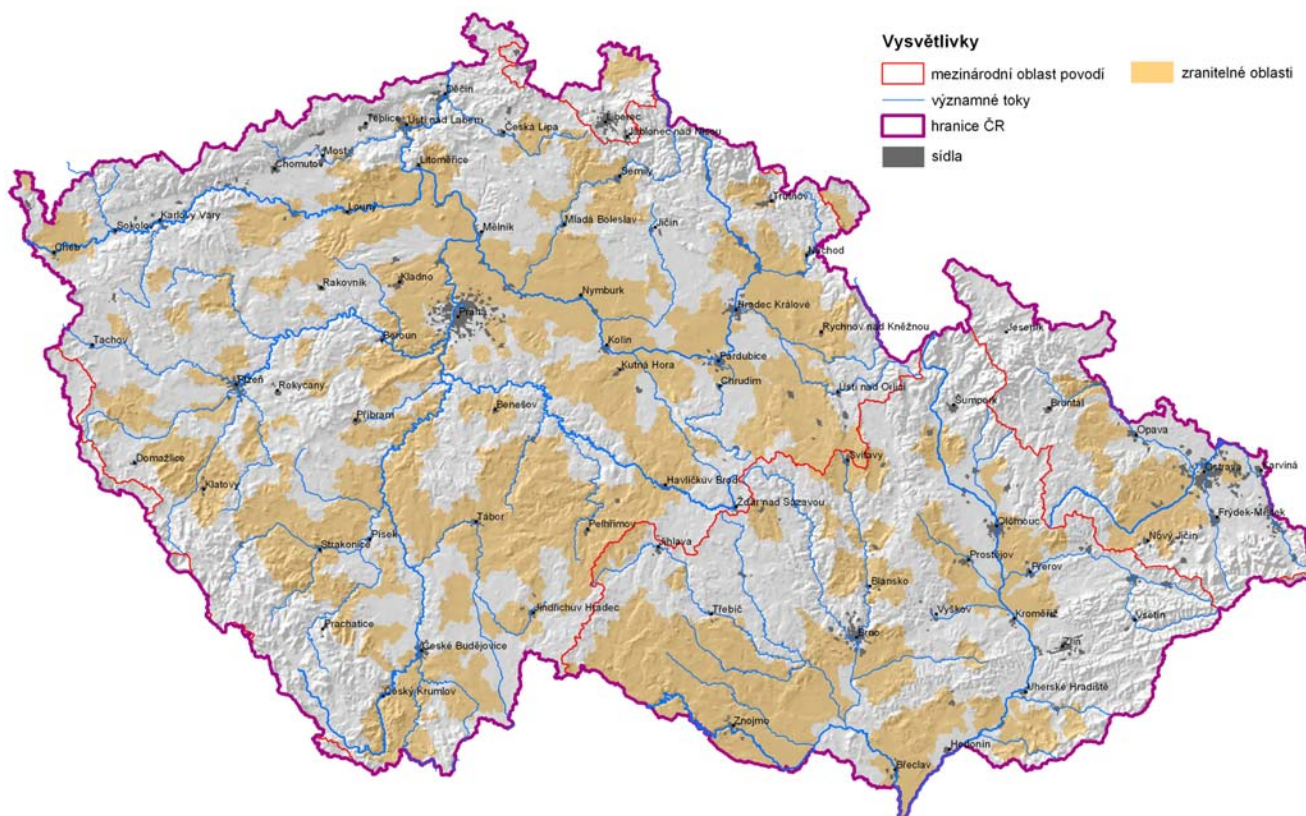 Vysvětlivky
mezinárodní oblast povodí
zranitelné oblasti
významné toky
hranice ČR
sídla
Děčín
Teplice
Ústí nad Labem
Česká Lípa
Liberec
Jablonec nad Nisou
Most
Chomutov
Litoměřice
Semily
Trutnov
Louny
Karlovy Vary
Sokolov
Cheb
Mladá Boleslav
Jičín
Mělník
Náchod
Rakovník
Kladno
Nymburk
Praha
Hradec Králové
Rychnov nad Kněžnou
Jeseník
Tachov
Beroun
Kolín
Pardubice
Kutná Hora
Chrudim
Ústí nad Orlicí
Plzeň
Rokycany
Šumperk
Bruntál
Příbram
Benešov
Opava
Domažlice
Svitavy
Ostrava
Karviná
Klatovy
Havlíčkův Brod
Žďár nad Sázavou
Tábor
Pelhřimov
Olomouc
Frýdek-Místek
Písek
Strakonice
Jihlava
Nový Jičín
Prostějov
Přerov
Blansko
Jindřichův Hradec
Třebíč
Vyškov
Kroměříž
Vsetín
Prachatice
Brno
Zlín
České Budějovice
Český Krumlov
Uherské Hradiště
Znojmo
Hodonín
Břeclav